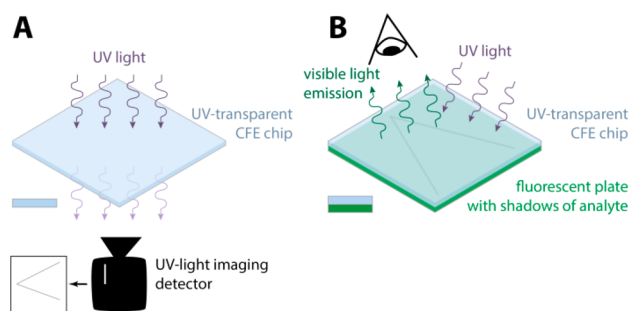 A
UV light
UV-transparent
CFE chip
UV-light imaging
detector
B
visible light
emission
UV light
UV-transparent
CFE chip
fluorescent plate
with shadows of analyte